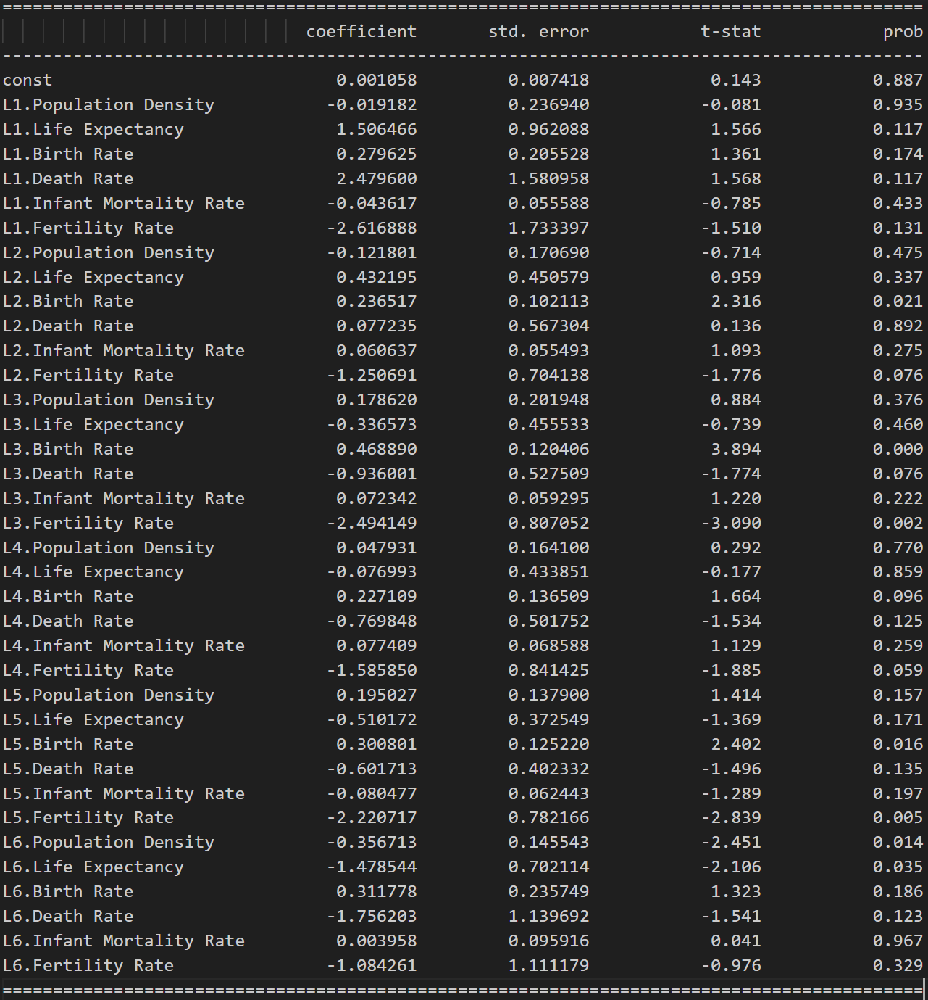 ===========================================================================================
coefficient std. error t-stat prob
-------------------------------------------------------------------------------------------
const 0.001058 0.007418 0.143 0.887
L1.Population Density -0.019182 0.236940 -0.081 0.935
L1.Life Expectancy 1.506466 0.962088 1.566 0.117
L1.Birth Rate 0.279625 0.205528 1.361 0.174
L1.Death Rate 2.479600 1.580958 1.568 0.117
L1.Infant Mortality Rate -0.043617 0.055588 -0.785 0.433
L1.Fertility Rate -2.616888 1.733397 -1.510 0.131
L2.Population Density -0.121801 0.170690 -0.714 0.475
L2.Life Expectancy 0.432195 0.450579 0.959 0.337
L2.Birth Rate 0.236517 0.102113 2.316 0.021
L2.Death Rate 0.077235 0.567304 0.136 0.892
L2.Infant Mortality Rate 0.060637 0.055493 1.093 0.275
L2.Fertility Rate -1.250691 0.704138 -1.776 0.076
L3.Population Density 0.178620 0.201948 0.884 0.376
L3.Life Expectancy -0.336573 0.455533 -0.739 0.460
L3.Birth Rate 0.468890 0.120406 3.894 0.000
L3.Death Rate -0.936001 0.527509 -1.774 0.076
L3.Infant Mortality Rate 0.072342 0.059295 1.220 0.222
L3.Fertility Rate -2.494149 0.807052 -3.090 0.002
L4.Population Density 0.047931 0.164100 0.292 0.770
L4.Life Expectancy -0.076993 0.433851 -0.177 0.859
L4.Birth Rate 0.227109 0.136509 1.664 0.096
L4.Death Rate -0.769848 0.501752 -1.534 0.125
L4.Infant Mortality Rate 0.077409 0.068588 1.129 0.259
L4.Fertility Rate -1.585850 0.841425 -1.885 0.059
L5.Population Density 0.195027 0.137900 1.414 0.157
L5.Life Expectancy -0.510172 0.372549 -1.369 0.171
L5.Birth Rate 0.300801 0.125220 2.402 0.016
L5.Death Rate -0.601713 0.402332 -1.496 0.135
L5.Infant Mortality Rate -0.080477 0.062443 -1.289 0.197
L5.Fertility Rate -2.220717 0.782166 -2.839 0.005
L6.Population Density -0.356713 0.145543 -2.451 0.014
L6.Life Expectancy -1.478544 0.702114 -2.106 0.035
L6.Birth Rate 0.311778 0.235749 1.323 0.186
L6.Death Rate -1.756203 1.139692 -1.541 0.123
L6.Infant Mortality Rate 0.003958 0.095916 0.041 0.967
L6.Fertility Rate -1.084261 1.111179 -0.976 0.329
===========================================================================================